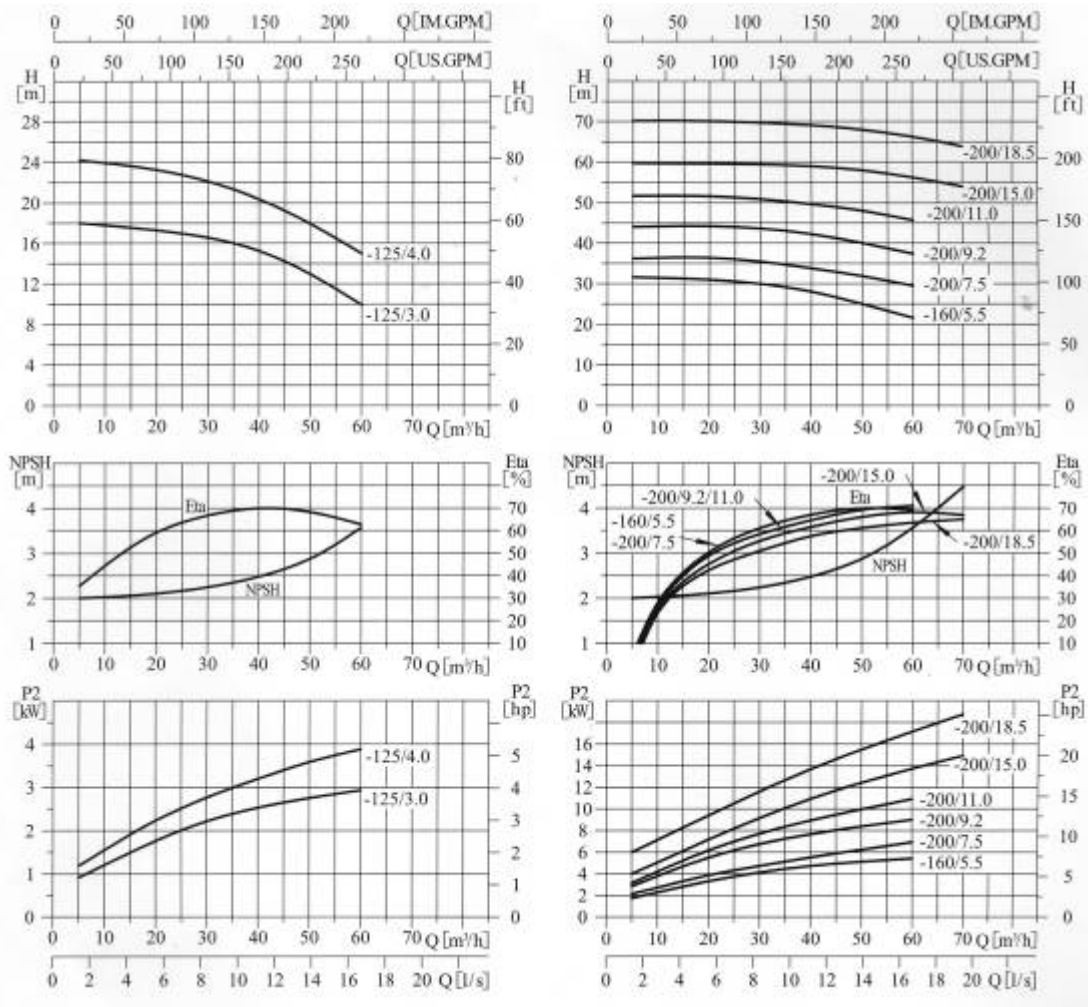 0 50 100 150 200 Q[IM.GPM]
0 50 100 150 200 250 Q[US.GPM]
H
[m]
H
[ft]
28
24
20
16
12
8
4
0
80
60
40
20
0
-125/4.0
-125/3.0
0 10 20 30 40 50 60 70 Q[m³/h]
NPSH
[m]
Eta
[%]
4
3
2
1
70
60
50
40
30
20
10
Eta
NPSH
0 10 20 30 40 50 60 70 Q[m³/h]
P2
[kW]
P2
[hp]
4
3
2
1
0
5
4
3
2
1
0
-125/4.0
-125/3.0
0 10 20 30 40 50 60 70 Q[m³/h]
0 2 4 6 8 10 12 14 16 18 20 Q[l/s]
0 50 100 150 200 Q[IM.GPM]
0 50 100 150 200 250 Q[US.GPM]
H
[m]
H
[ft]
70
60
50
40
30
20
10
0
200
150
100
50
0
-200/18.5
-200/15.0
-200/11.0
-200/9.2
-200/7.5
-160/5.5
0 10 20 30 40 50 60 70 Q[m³/h]
NPSH
[m]
Eta
[%]
4
3
2
1
70
60
50
40
30
20
10
-200/15.0
-200/9.2/11.0
Eta
-160/5.5
-200/7.5
-200/18.5
NPSH
0 10 20 30 40 50 60 70 Q[m³/h]
P2
[kW]
P2
[hp]
16
14
12
10
8
6
4
2
0
20
15
10
5
0
-200/18.5
-200/15.0
-200/11.0
-200/9.2
-200/7.5
-160/5.5
0 10 20 30 40 50 60 70 Q[m³/h]
0 2 4 6 8 10 12 14 16 18 20 Q[l/s]